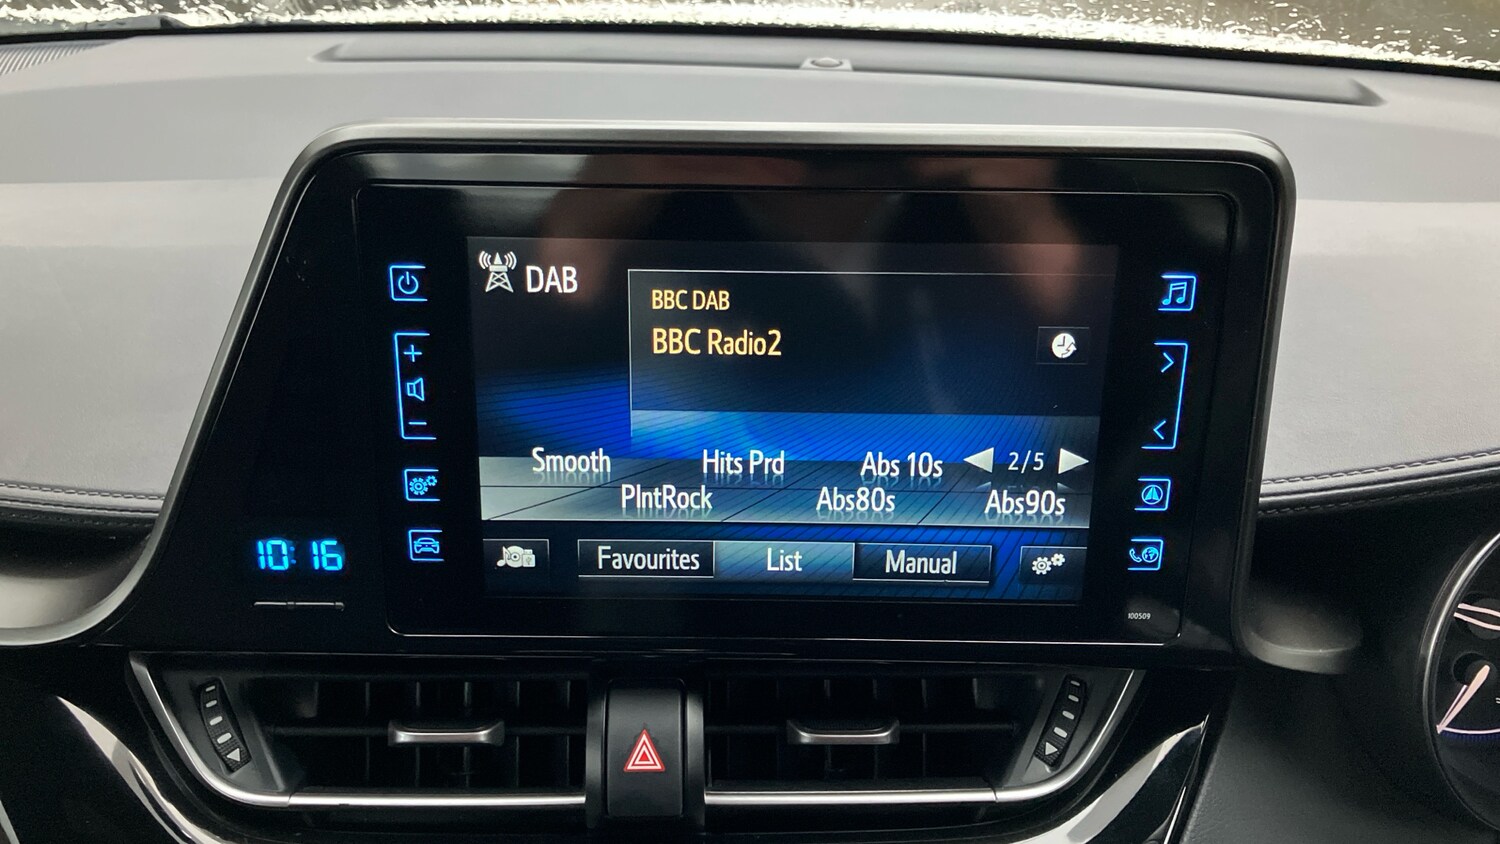 DAB
BBC DAB
BBC Radio2
Smooth Hits Prd Abs 10s 2/5
PlntRock Abs80s Abs90s
Favourites List Manual
10:16
100509